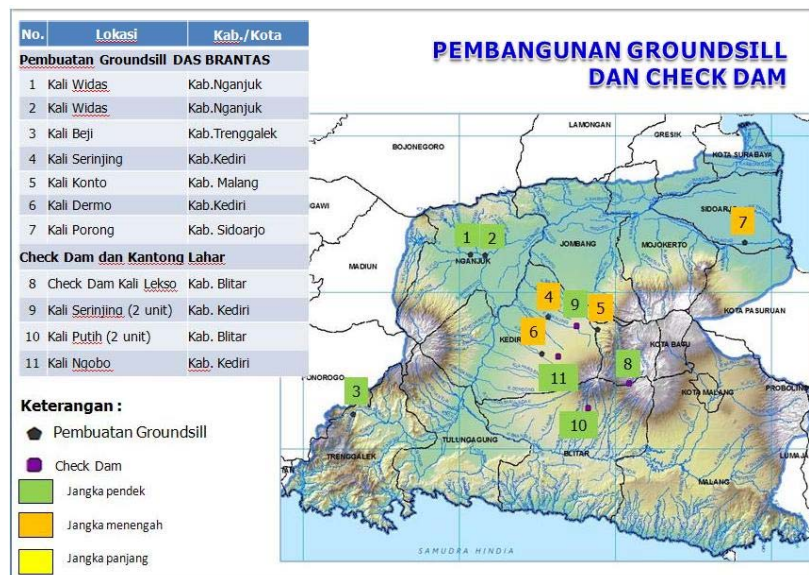 PEMBANGUNAN GROUNDSILL
DAN CHECK DAM
No. Lokasi Kab./Kota
Pembuatan Groundsill DAS BRANTAS
1 Kali Widas Kab.Nganjuk
2 Kali Widas Kab.Nganjuk
3 Kali Beji Kab.Trenggalek
4 Kali Serinjing Kab.Kediri
5 Kali Konto Kab. Malang
6 Kali Dermo Kab.Kediri
7 Kali Porong Kab. Sidoarjo
Check Dam dan Kantong Lahar
8 Check Dam Kali Lekso Kab. Blitar
9 Kali Serinjing (2 unit) Kab. Kediri
10 Kali Putih (2 unit) Kab. Blitar
11 Kali Ngobo Kab. Kediri
Keterangan :
Pembuatan Groundsill
Check Dam
Jangka pendek
Jangka menengah
Jangka panjang
LAMONGAN
GRESIK
BOJONEGORO
KOTA SURABAYA
SIDOARJO
7
1 2
JOMBANG
MOJOKERTO
NGANJUK
MADIUN
4 9 5
KOTA PASURUAN
6
KEDIRI
KOTA BATU
11
8
3
KOTA MALANG
10
TULUNGAGUNG
BLITAR
TRENGGALEK
MALANG
SAMUDRA HINDIA